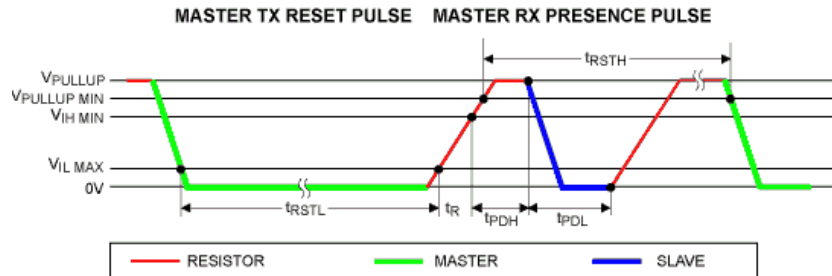 MASTER TX RESET PULSE MASTER RX PRESENCE PULSE
tRSTH
VPULLUP
VPULLUP MIN
VIH MIN
VIL MAX
0V
tRSTL tR tPDH tPDL
RESISTOR MASTER SLAVE